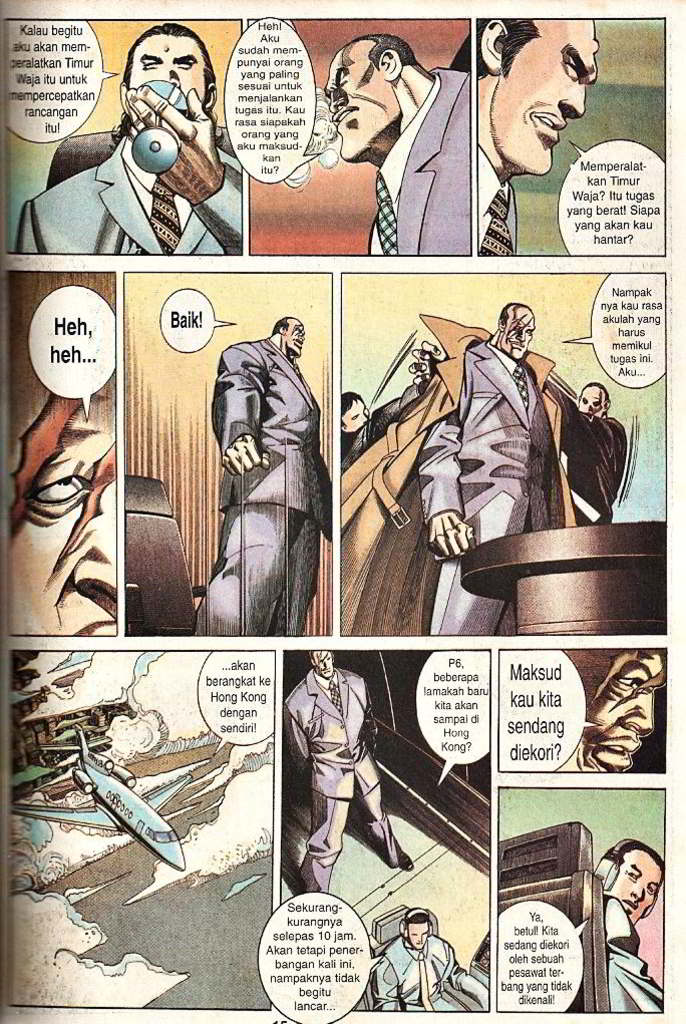 Kalau begitu
aku akan mem-
peralatkan Timur
Waja itu untuk
mempercepatkan
rancangan
itu!
Heh!
Aku
sudah mem-
punyai orang
yang paling
sesuai untuk
menjalankan
tugas itu. Kau
rasa siapakah
orang yang
aku maksud-
kan
itu?
Memperalat-
kan Timur
Waja? Itu tugas
yang berat! Siapa
yang akan kau
hantar?
Heh,
heh...
Baik!
Nampak
nya kau rasa
akulah yang
harus
memikul
tugas ini.
Aku...
...akan
berangkat ke
Hong Kong
dengan
sendiri!
P6,
beberapa
lamakah baru
kita akan
sampai di
Hong
Kong?
Sekurang-
kurangnya
selepas 10 jam.
Akan tetapi pener-
bangan kali ini,
nampaknya tidak
begitu
lancar...
Maksud
kau kita
sendang
diekori?
Ya,
betul! Kita
sedang diekori
oleh sebuah
pesawat ter-
bang yang tidak
dikenali!
15